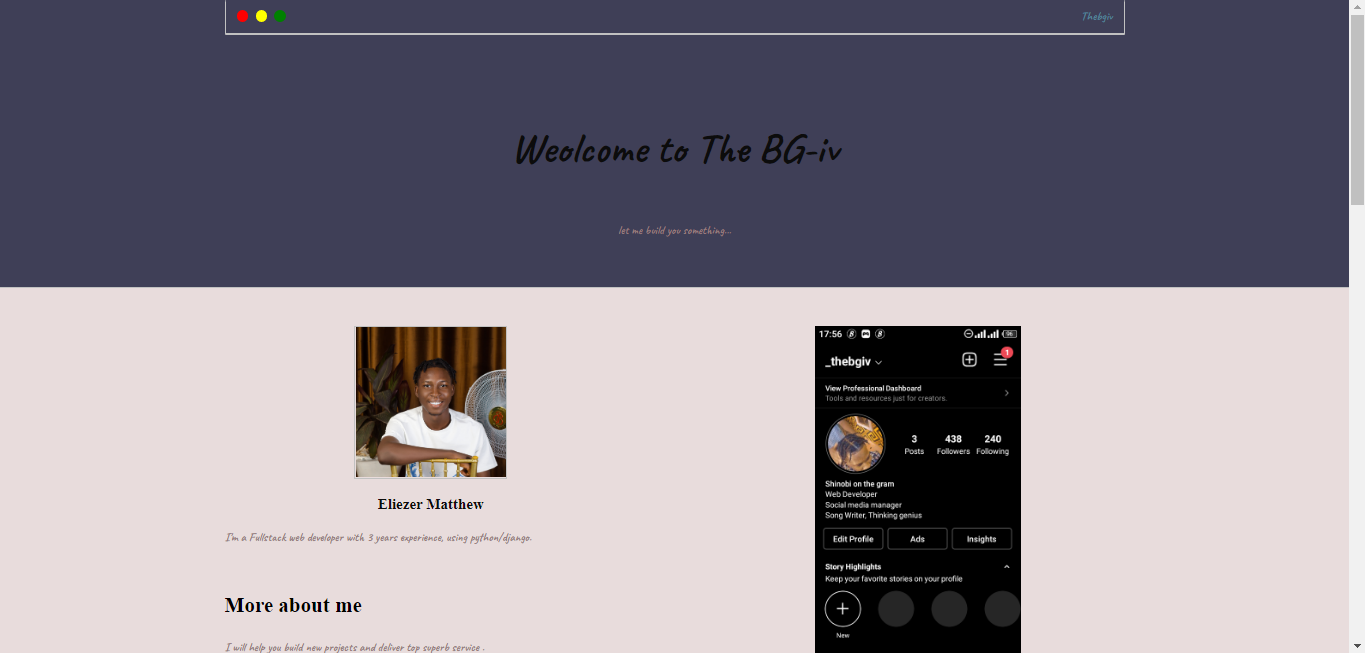 Thebgiv
Weolcome to The BG-iv
let me build you something...
Eliezer Matthew
I'm a Fullstack web developer with 3 years experience, using python/django.
More about me
I will help you build new projects and deliver top superb service .
17:56
96
_thebgiv
1
View Professional Dashboard
Tools and resources just for creators.
3 438 240
Posts Followers Following
Shinobi on the gram
Web Developer
Social media manager
Song Writer, Thinking genius
Edit Profile Ads Insights
Story Highlights
Keep your favorite stories on your profile
New